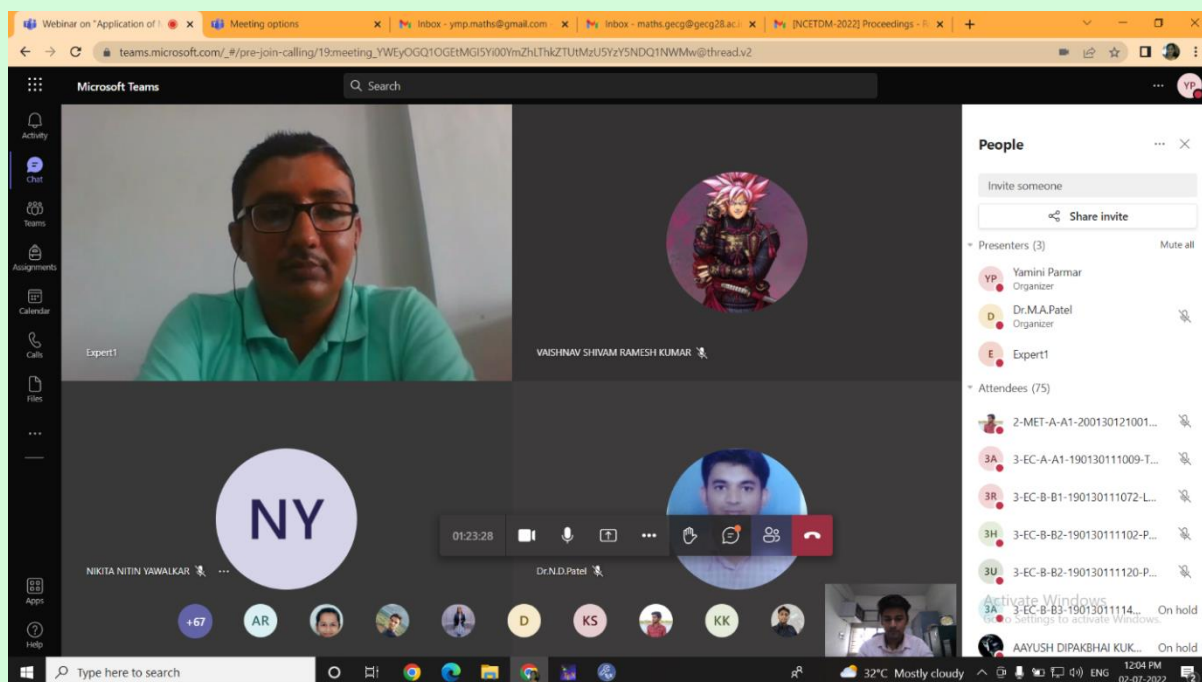 Webinar on "Application of M
Meeting options
Inbox - ymp.maths@gmail.com -
Inbox - maths.gecg@gecg28.ac.i
[NCETDM-2022] Proceedings - R
teams.microsoft.com/_#/pre-join-calling/19:meeting_YWEyOGQ1OGEtMGI5Yi00YmZhLThkZTUtMzU5YzY5NDQ1NWMw@thread.v2
Microsoft Teams
Search
YP
Activity
Chat
Teams
Assignments
Calendar
Calls
Files
Apps
Help
Expert1
VAISHNAV SHIVAM RAMESH KUMAR
NY
NIKITA NITIN YAWALKAR
Dr.N.D.Patel
01:23:28
+67
AR
D
KS
KK
People
Invite someone
Share invite
Presenters (3)
Mute all
YP
Yamini Parmar
Organizer
D
Dr.M.A.Patel
Organizer
E
Expert1
Attendees (75)
2-MET-A-A1-200130121001...
3A
3-EC-A-A1-190130111009-T...
3R
3-EC-B-B1-190130111072-L...
3H
3-EC-B-B2-190130111102-P...
3U
3-EC-B-B2-190130111120-P...
Activate Windows
3A
3-EC-B-B3-19013011114...
On hold
Go to Settings to activate Windows.
AAYUSH DIPAKBHAI KUK...
On hold
Type here to search
32°C Mostly cloudy
ENG
12:04 PM
02-07-2022
2